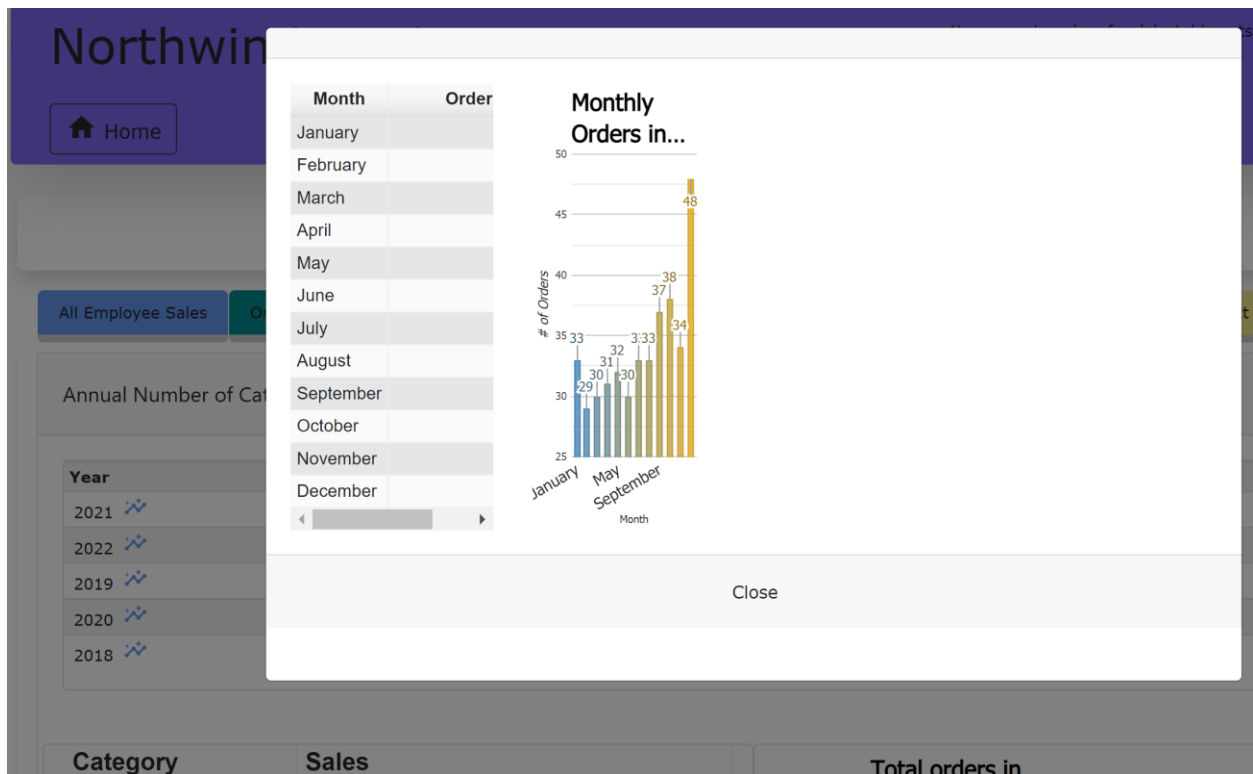 Northwin
Home
All Employee Sales
Annual Number of Cat
Year
2021
2022
2019
2020
2018
Category
Sales
Total orders in
Month Order
January
February
March
April
May
June
July
August
September
October
November
December
Monthly
Orders in...
50
45
40
35
30
25
# of Orders
33
29
30
31
32
30
33
37
38
34
48
January
May
September
Month
Close